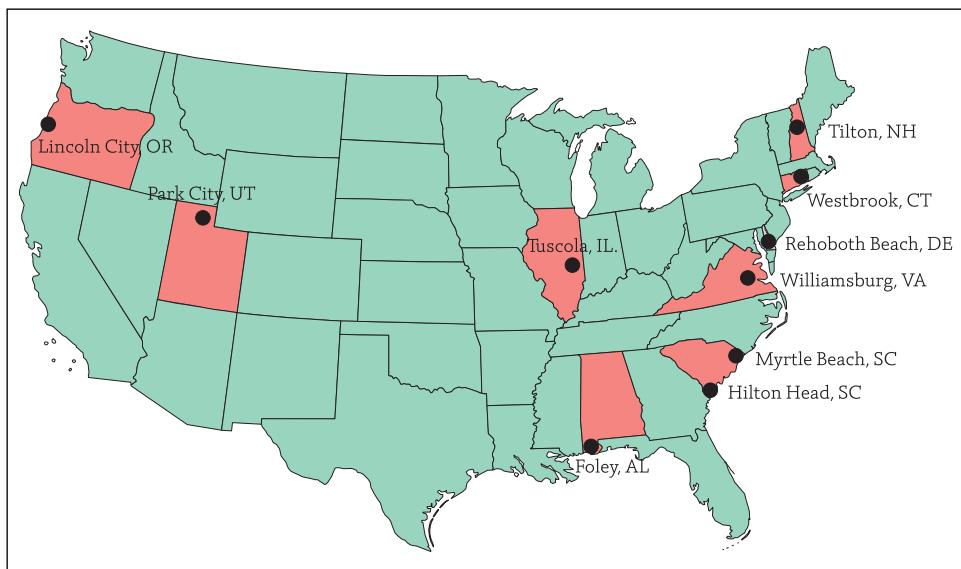 Tilton, NH
Lincoln City, OR
Park City, UT
Westbrook, CT
Tuscola, IL.
Rehoboth Beach, DE
Williamsburg, VA
Myrtle Beach, SC
Hilton Head, SC
Foley, AL